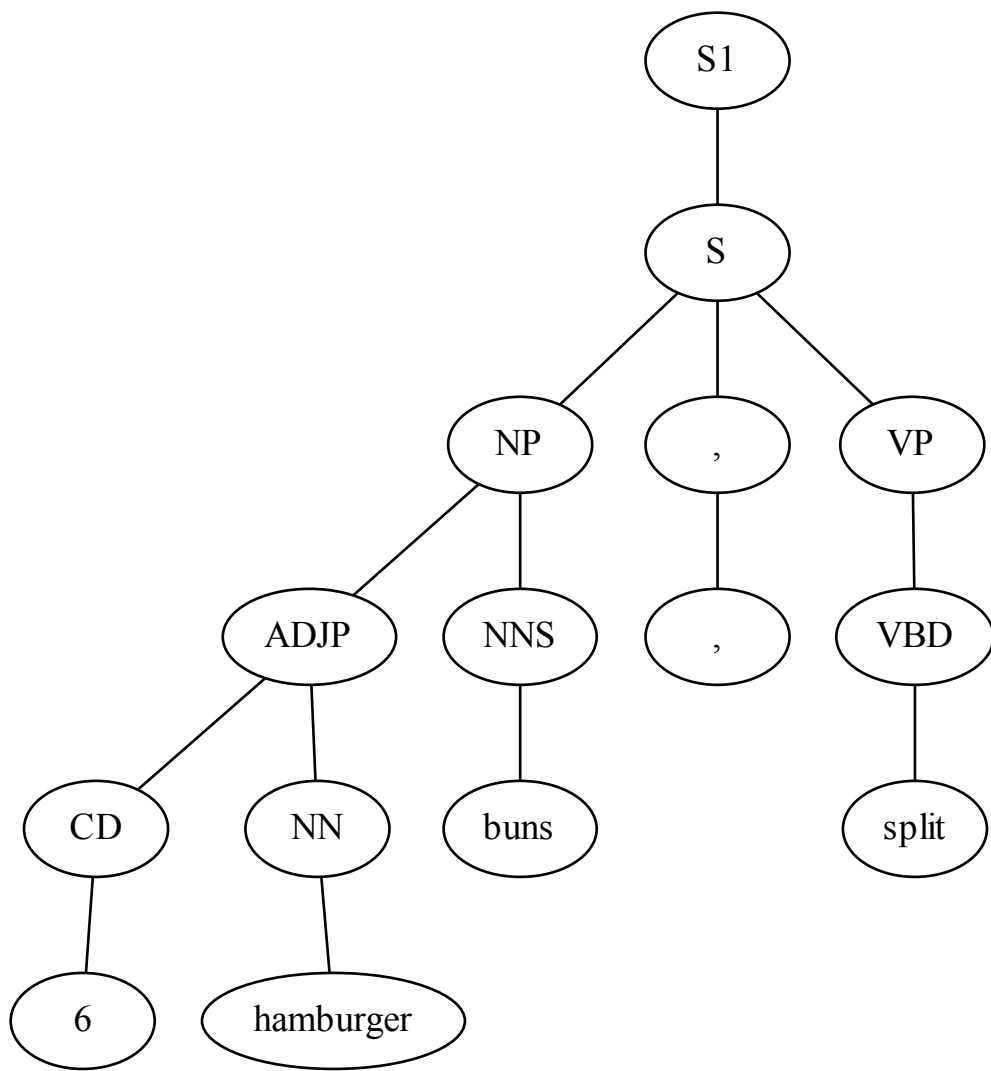 S1
S
NP , VP
ADJP NNS , VBD
CD NN buns split
6 hamburger